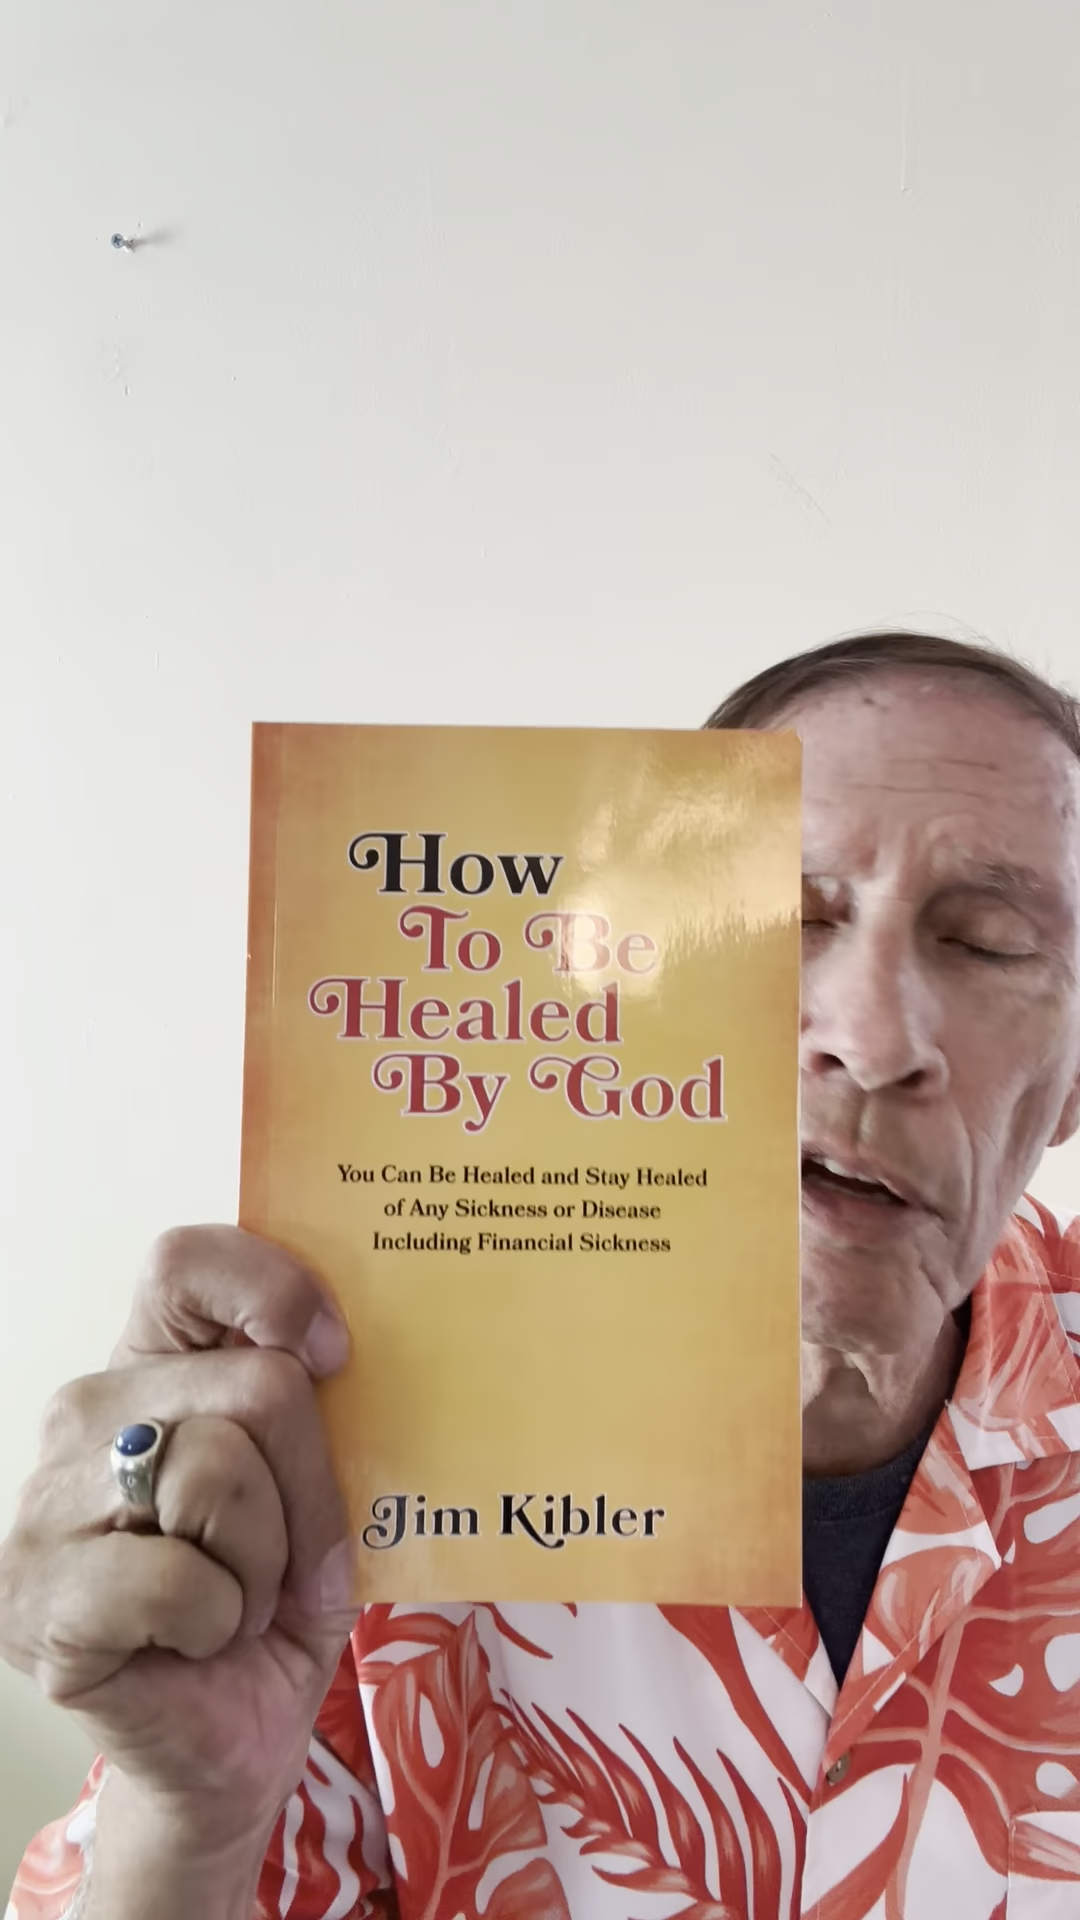 How
To Be
Healed
By God
You Can Be Healed and Stay Healed
of Any Sickness or Disease
Including Financial Sickness
Jim Kibler